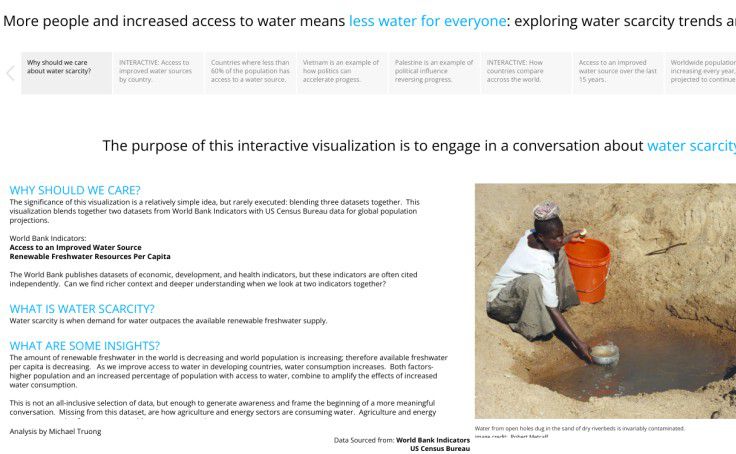 More people and increased access to water means less water for everyone: exploring water scarcity trends
Why should we care
about water scarcity?
INTERACTIVE: Access to
improved water sources
by country.
Countries where less than
60% of the population has
access to a water source.
Vietnam is an example of
how politics can
accelerate progess.
Palestine is an example of
political influence
reversing progress.
INTERACTIVE: How
countries compare
accross the world.
Access to an improved
water source over the last
15 years.
Worldwide population
increasing every year,
projected to continue
The purpose of this interactive visualization is to engage in a conversation about water scarcity
WHY SHOULD WE CARE?
The significance of this visualization is a relatively simple idea, but rarely executed: blending three datasets together. This
visualization blends together two datasets from World Bank Indicators with US Census Bureau data for global population
projections.
World Bank Indicators:
Access to an Improved Water Source
Renewable Freshwater Resources Per Capita
The World Bank publishes datasets of economic, development, and health indicators, but these indicators are often cited
independently. Can we find richer context and deeper understanding when we look at two indicators together?
WHAT IS WATER SCARCITY?
Water scarcity is when demand for water outpaces the available renewable freshwater supply.
WHAT ARE SOME INSIGHTS?
The amount of renewable freshwater in the world is decreasing and world population is increasing; therefore available freshwater
per capita is decreasing. As we improve access to water in developing countries, water consumption increases. Both factors-
higher population and an increased percentage of population with access to water, combine to amplify the effects of increased
water consumption.
This is not an all-inclusive selection of data, but enough to generate awareness and frame the beginning of a more meaningful
conversation. Missing from this dataset, are how agriculture and energy sectors are consuming water. Agriculture and energy
Water from open holes dug in the sand of dry riverbeds is invariably contaminated.
image credit: Robert Metcalf
Analysis by Michael Truong
Data Sourced from: World Bank Indicators
US Census Bureau